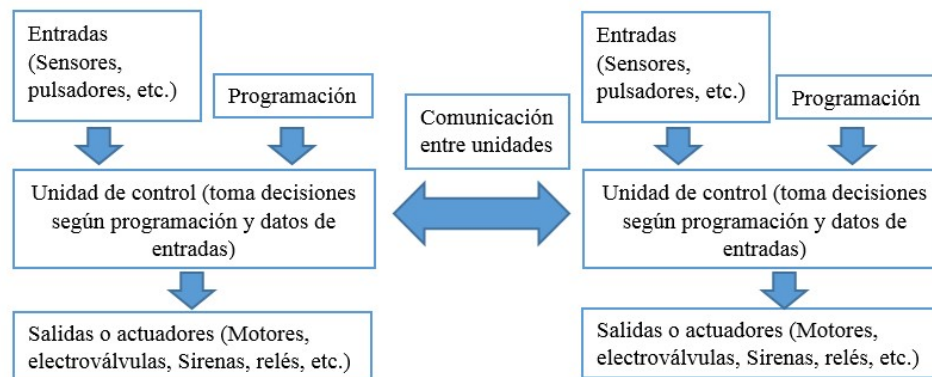 Entradas
(Sensores,
pulsadores, etc.)
Programación
Unidad de control (toma decisiones
según programación y datos de
entradas)
Salidas o actuadores (Motores,
electroválvulas, Sirenas, relés, etc.)
Comunicación
entre unidades
Entradas
(Sensores,
pulsadores, etc.)
Programación
Unidad de control (toma decisiones
según programación y datos de
entradas)
Salidas o actuadores (Motores,
electroválvulas, Sirenas, relés, etc.)